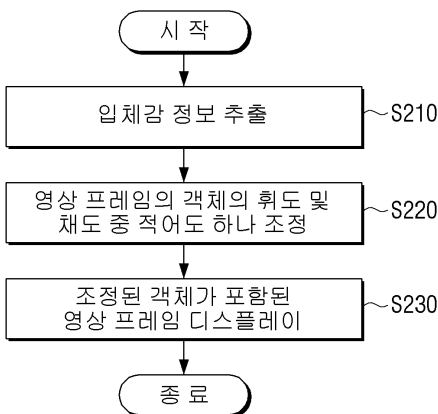 시 작
입체감 정보 추출
S210
영상 프레임의 객체의 휘도 및
채도 중 적어도 하나 조정
S220
조정된 객체가 포함된
영상 프레임 디스플레이
S230
종 료